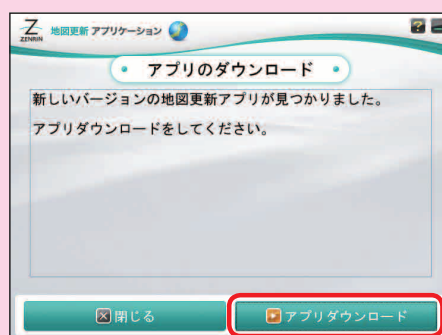 Z ZENRIN 地図更新 アプリケーション ?
アプリのダウンロード
新しいバージョンの地図更新アプリが見つかりました。
アプリダウンロードをしてください。
閉じる アプリダウンロード